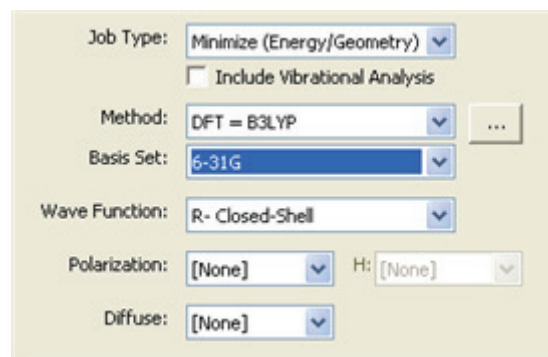 Job Type: Minimize (Energy/Geometry)
Include Vibrational Analysis
Method: DFT = B3LYP ...
Basis Set: 6-31G
Wave Function: R- Closed-Shell
Polarization: [None] H: [None]
Diffuse: [None]